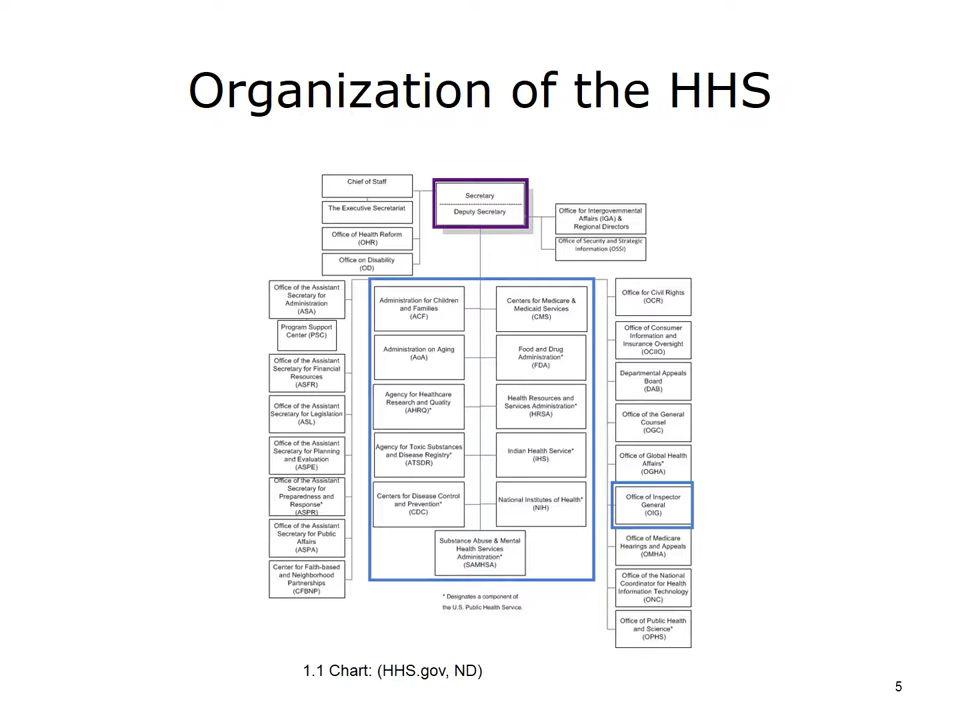 Organization of the HHS
Chief of Staff
The Executive Secretariat
Office of Health Reform
(OHR)
Office on Disability
(OD)
Secretary
Deputy Secretary
Office for Intergovernmental
Affairs (IGA) &
Regional Directors
Office of Security and Strategic
Information (OSSI)
Office of the Assistant
Secretary for
Administration
(ASA)
Program Support
Center (PSC)
Office of the Assistant
Secretary for Financial
Resources
(ASFR)
Office of the Assistant
Secretary for Legislation
(ASL)
Office of the Assistant
Secretary for Planning
and Evaluation
(ASPE)
Office of the Assistant
Secretary for
Preparedness and
Response*
(ASPR)
Office of the Assistant
Secretary for Public
Affairs
(ASPA)
Center for Faith-based
and Neighborhood
Partnerships
(CFBNP)
Administration for Children
and Families
(ACF)
Administration on Aging
(AoA)
Agency for Healthcare
Research and Quality
(AHRQ)*
Agency for Toxic Substances
and Disease Registry*
(ATSDR)
Centers for Disease Control
and Prevention*
(CDC)
Centers for Medicare &
Medicaid Services
(CMS)
Food and Drug
Administration*
(FDA)
Health Resources and
Services Administration*
(HRSA)
Indian Health Service*
(IHS)
National Institutes of Health*
(NIH)
Substance Abuse & Mental
Health Services
Administration*
(SAMHSA)
* Designates a component of
the U.S. Public Health Service.
Office for Civil Rights
(OCR)
Office of Consumer
Information and
Insurance Oversight
(OCIIO)
Departmental Appeals
Board
(DAB)
Office of the General
Counsel
(OGC)
Office of Global Health
Affairs*
(OGHA)
Office of Inspector
General
(OIG)
Office of Medicare
Hearings and Appeals
(OMHA)
Office of the National
Coordinator for Health
Information Technology
(ONC)
Office of Public Health
and Science*
(OPHS)
1.1 Chart: (HHS.gov, ND)
5